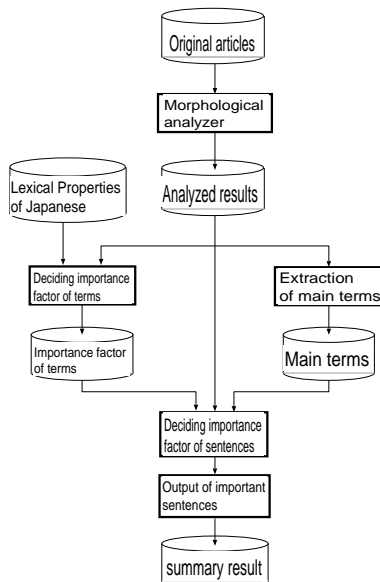 Original articles
Morphological
analyzer
Lexical Properties
of Japanese
Analyzed results
Deciding importance
factor of terms
Extraction
of main terms
Importance factor
of terms
Main terms
Deciding importance
factor of sentences
Output of important
sentences
summary result